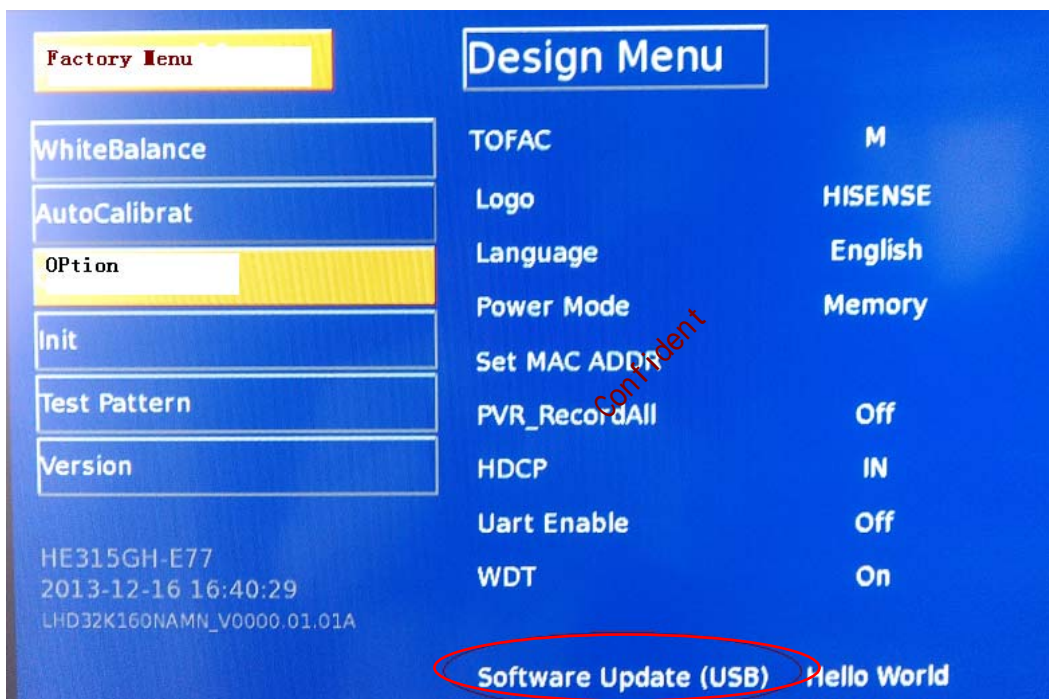 Factory Menu
Design Menu
WhiteBalance
AutoCalibrat
OPtion
Init
Test Pattern
Version
HE315GH-E77
2013-12-16 16:40:29
LHD32K160NAMN_V0000.01.01A
TOFAC M
Logo HISENSE
Language English
Power Mode Memory
Set MAC ADDR
Confident
PVR_RecordAll Off
HDCP IN
Uart Enable Off
WDT On
Software Update (USB) Hello World